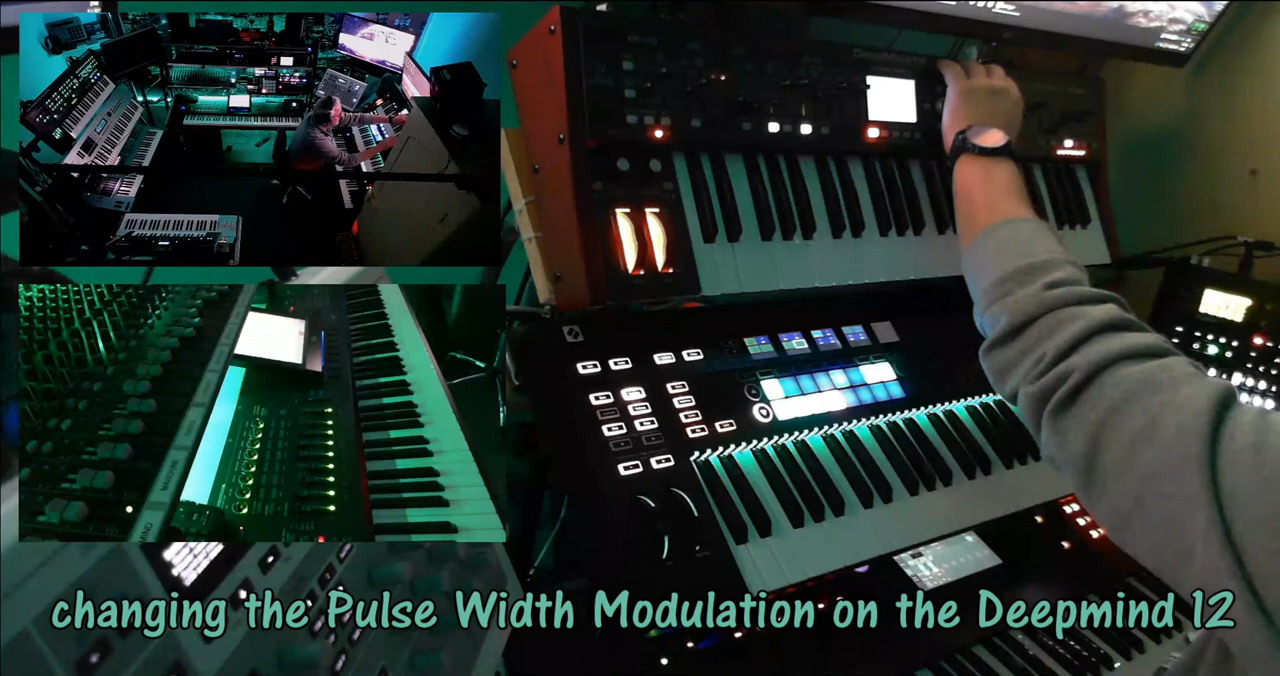 changing the Pulse Width Modulation on the Deepmind 12